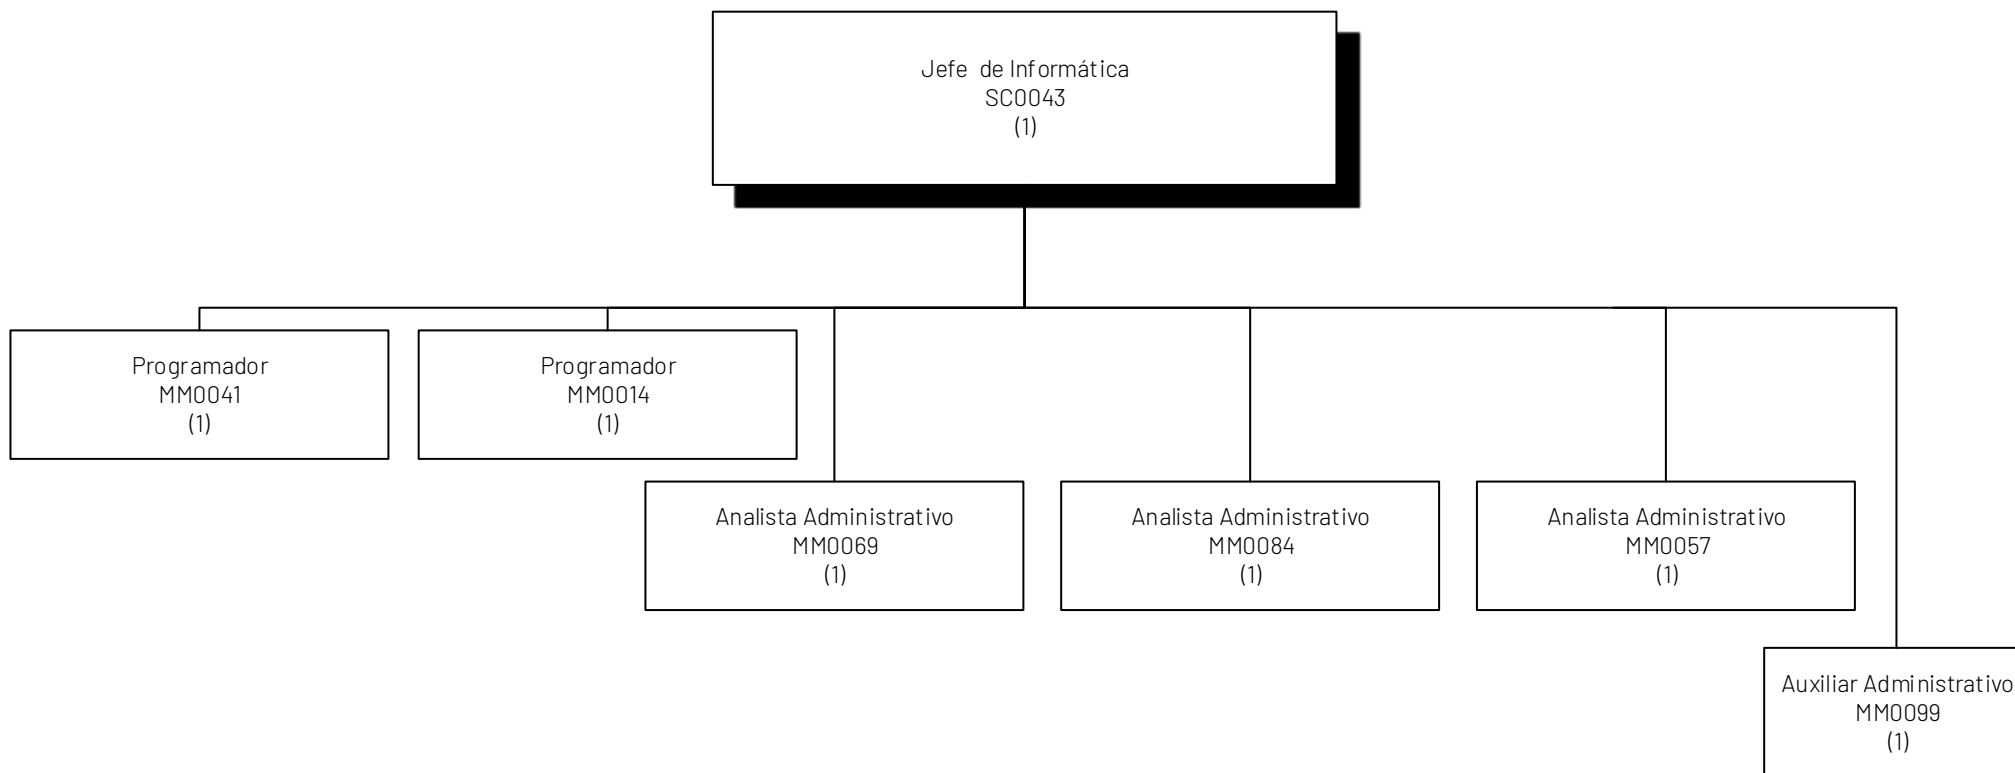 Jefe de Informática
SC0043
(1)
Programador
MM0041
(1)
Programador
MM0014
(1)
Analista Administrativo
MM0069
(1)
Analista Administrativo
MM0084
(1)
Analista Administrativo
MM0057
(1)
Auxiliar Administrativo
MM0099
(1)